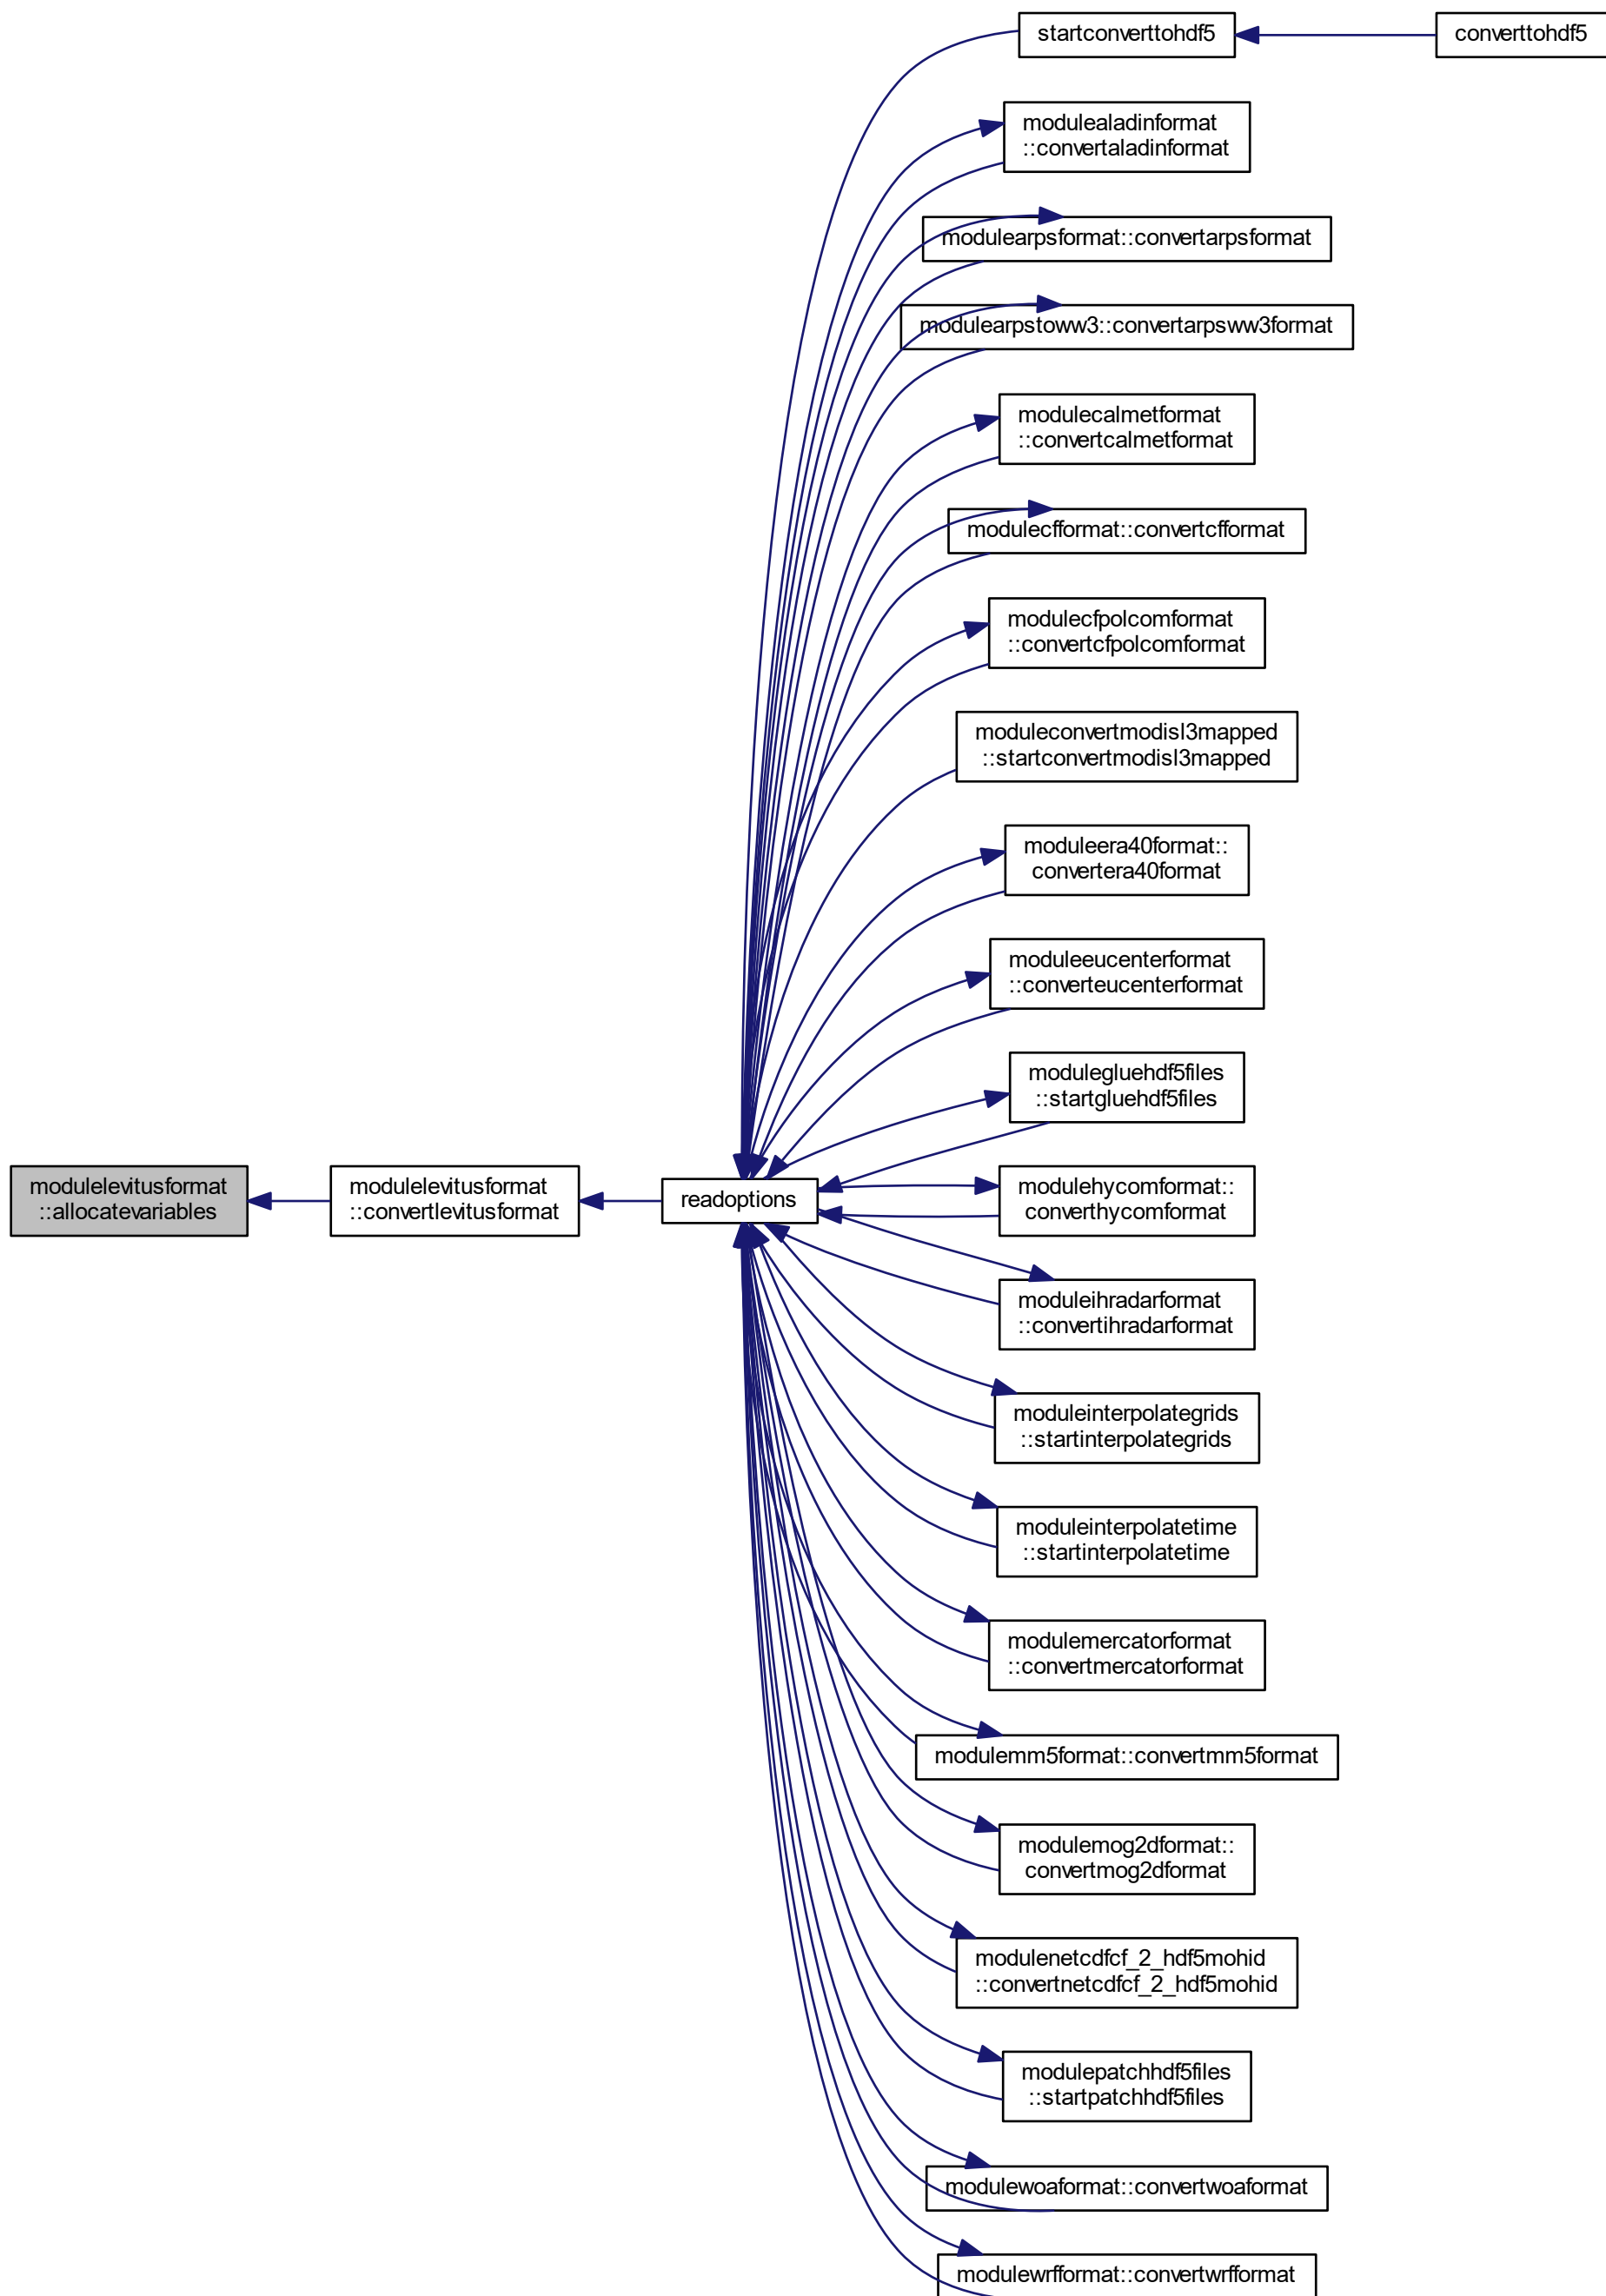 startconverttohdf5
converttohdf5
modulealadinformat
::convertaladinformat
modulearpsformat::convertarpsformat
modulearpstoww3::convertarpsww3format
modulecalmetformat
::convertcalmetformat
modulecfformat::convertcfformat
modulecfpolcomformat
::convertcfpolcomformat
moduleconvertmodisl3mapped
::startconvertmodisl3mapped
moduleera40format::
convertera40format
moduleeucenterformat
::converteucenterformat
modulegluehdf5files
::startgluehdf5files
modulelevitusformat
::allocatevariables
modulelevitusformat
::convertlevitusformat
readoptions
modulehycomformat::
converthycomformat
moduleihradarformat
::convertihradarformat
moduleinterpolategrids
::startinterpolategrids
moduleinterpolatetime
::startinterpolatetime
modulemercatorformat
::convertmercatorformat
modulemm5format::convertmm5format
modulemog2dformat::
convertmog2dformat
modulenetcdfcf_2_hdf5mohid
::convertnetcdfcf_2_hdf5mohid
modulepatchhdf5files
::startpatchhdf5files
modulewoaformat::convertwoaformat
modulewrfformat::convertwrfformat